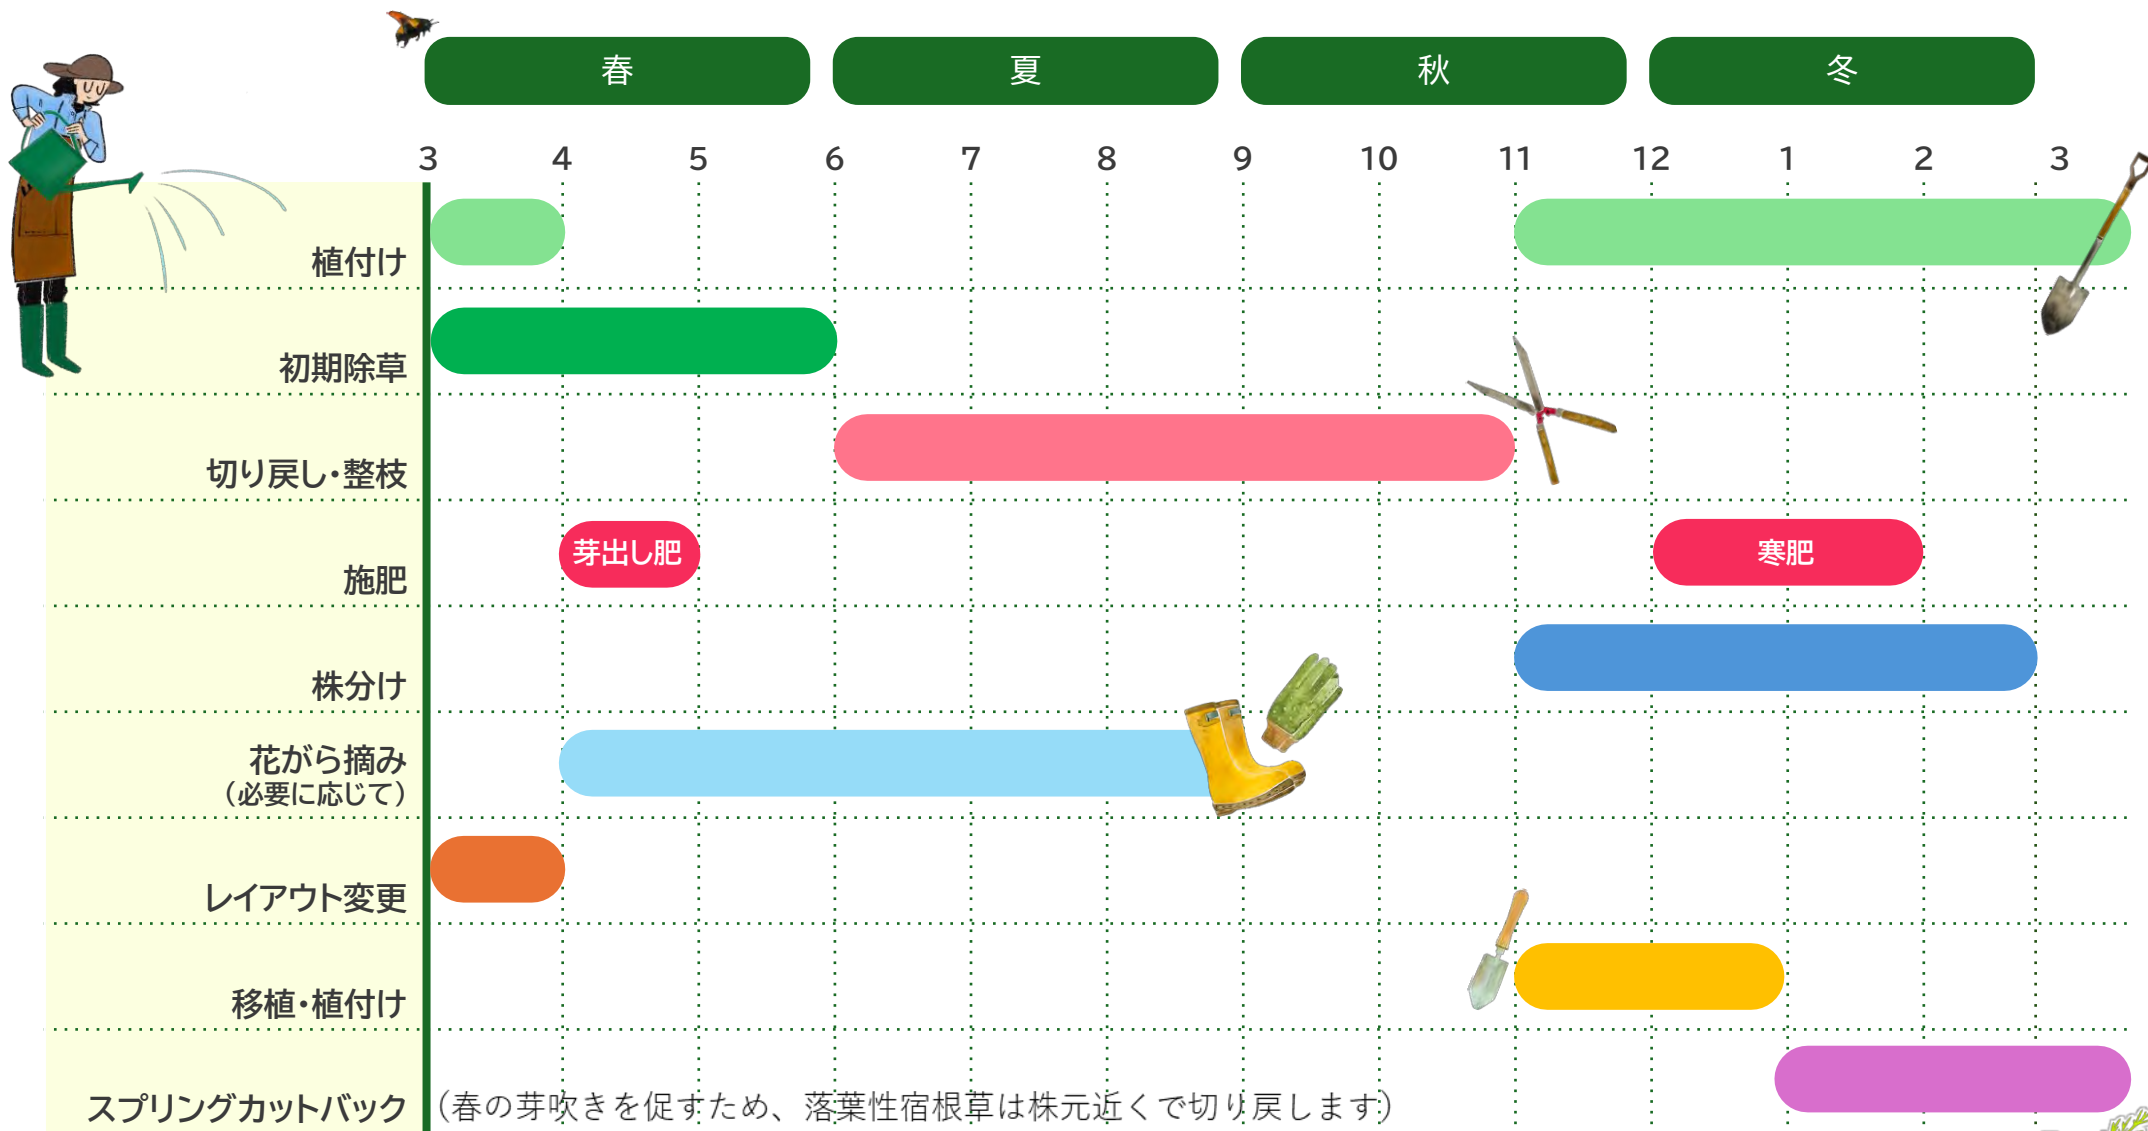 春 夏 秋 冬
3 4 5 6 7 8 9 10 11 12 1 2 3
植付け
初期除草
切り戻し・整枝
芽出し肥 寒肥
施肥
株分け
花がら摘み
（必要に応じて）
レイアウト変更
移植・植付け
スプリングカットバック （春の芽吹きを促すため、落葉性宿根草は株元近くで切り戻します）